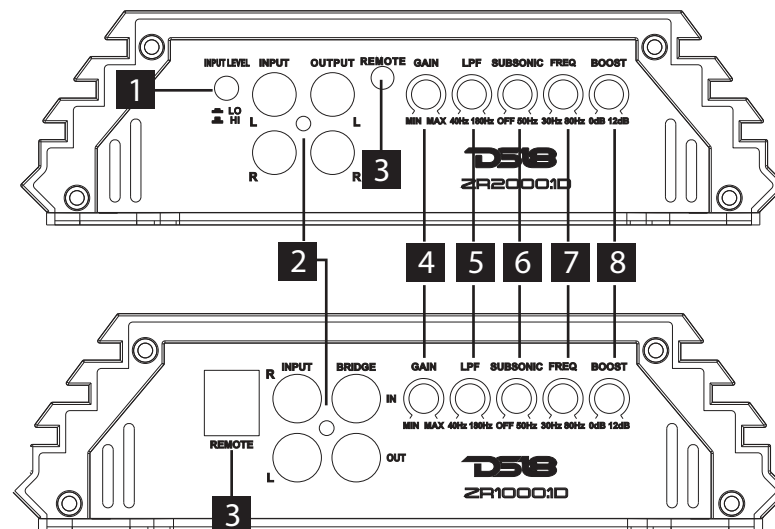 INPUT LEVEL INPUT OUTPUT REMOTE GAIN LPF SUBSONIC FREQ BOOST
1
LO
HI
L L
MIN MAX 40Hz 180Hz OFF 50Hz 30Hz 80Hz 0dB 12dB
R R
3
DS18
ZR2000.1D
2 4 5 6 7 8
INPUT BRIDGE GAIN LPF SUBSONIC FREQ BOOST
R IN
MIN MAX 40Hz 180Hz OFF 50Hz 30Hz 80Hz 0dB 12dB
REMOTE
L OUT
DS18
ZR1000.1D
3